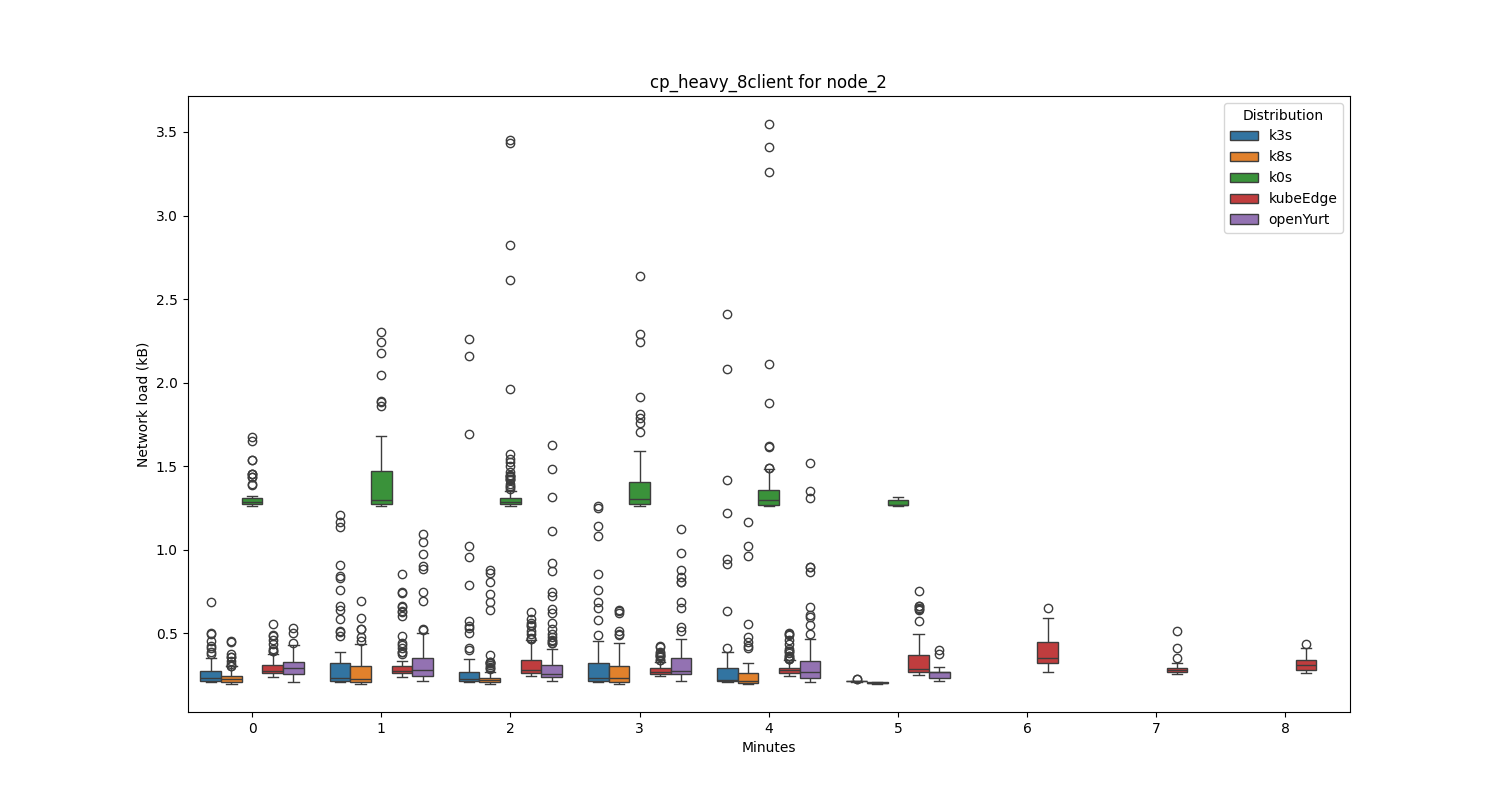 cp_heavy_8client for node_2
Distribution
k3s
k8s
k0s
kubeEdge
openYurt
Network load (kB)
3.5
3.0
2.5
2.0
1.5
1.0
0.5
0 1 2 3 4 5 6 7 8
Minutes